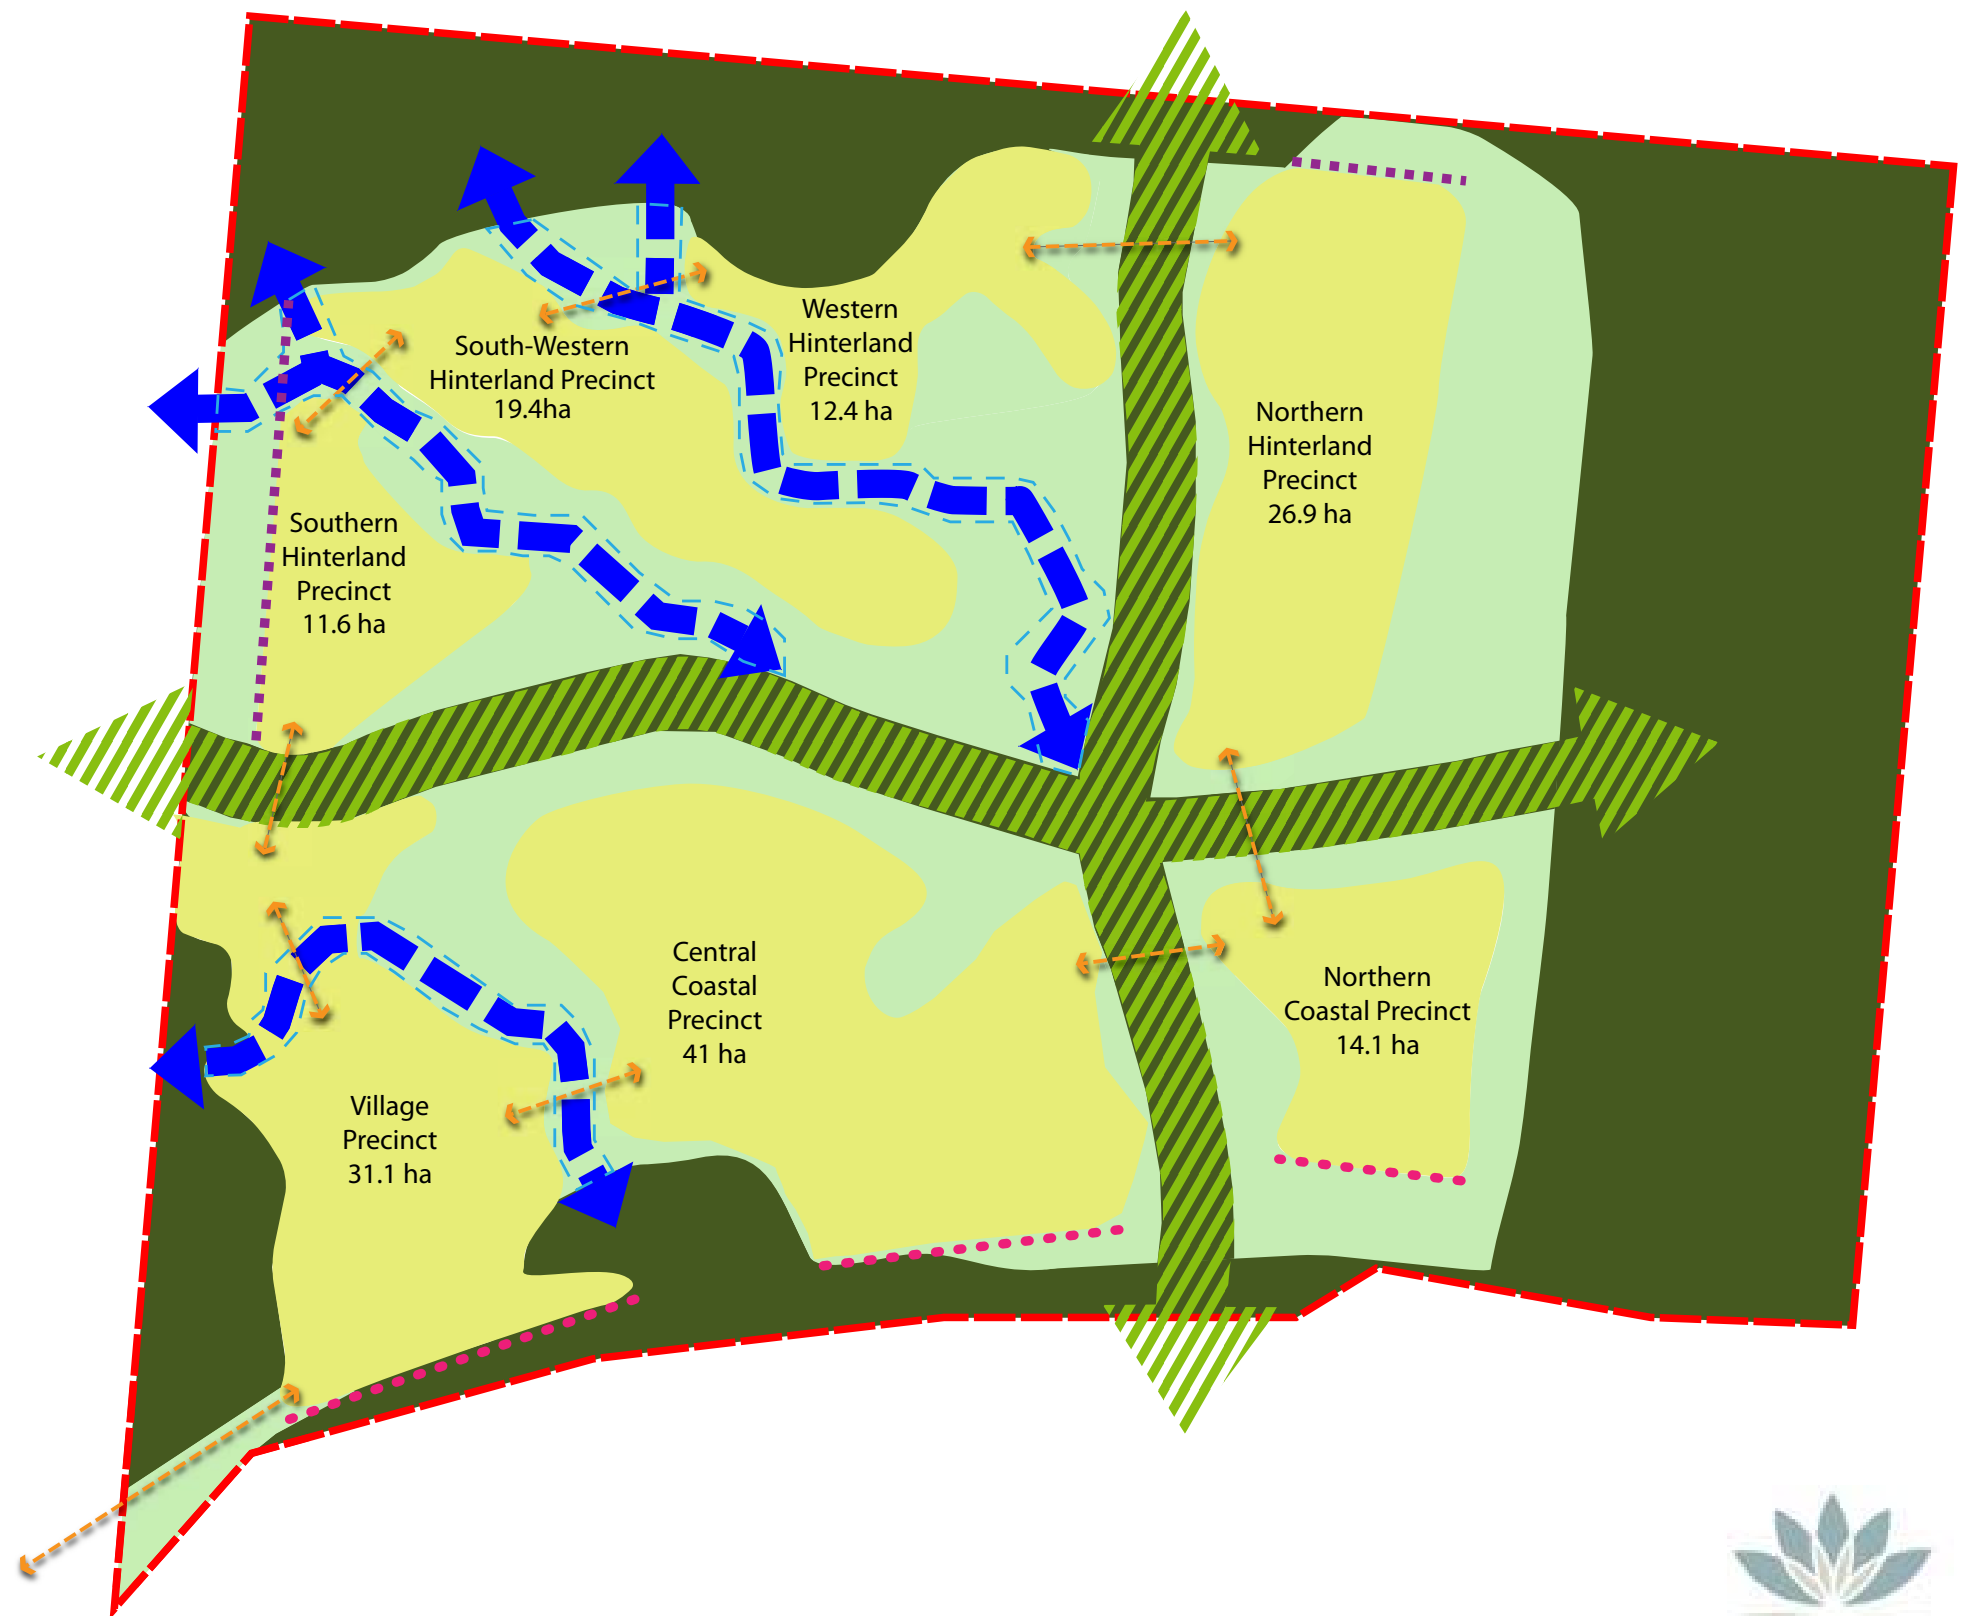 Western
Hinterland
Precinct
12.4 ha
South-Western
Hinterland Precinct
19.4ha
Northern
Hinterland
Precinct
26.9 ha
Southern
Hinterland
Precinct
11.6 ha
Central
Coastal
Precinct
41 ha
Northern
Coastal Precinct
14.1 ha
Village
Precinct
31.1 ha